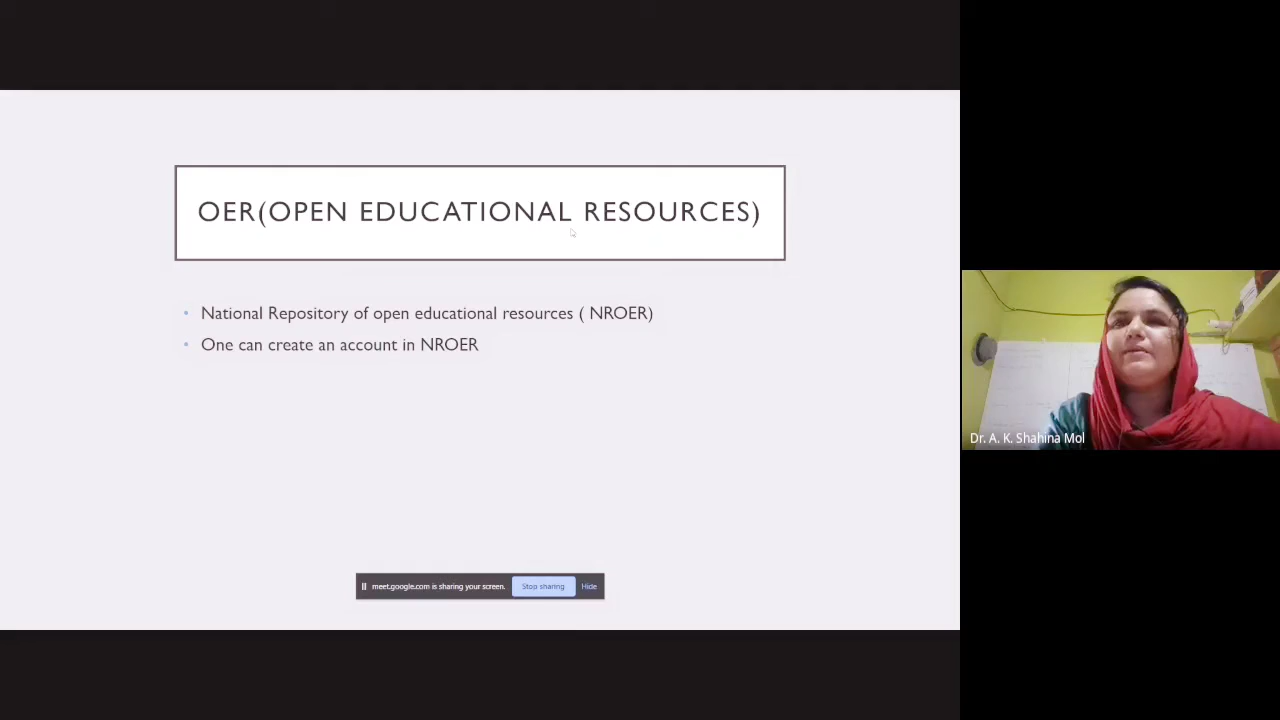 OER(OPEN EDUCATIONAL RESOURCES)
• National Repository of open educational resources ( NROER)
• One can create an account in NROER
meet.google.com is sharing your screen. Stop sharing Hide
Dr. A. K. Shahina Mol